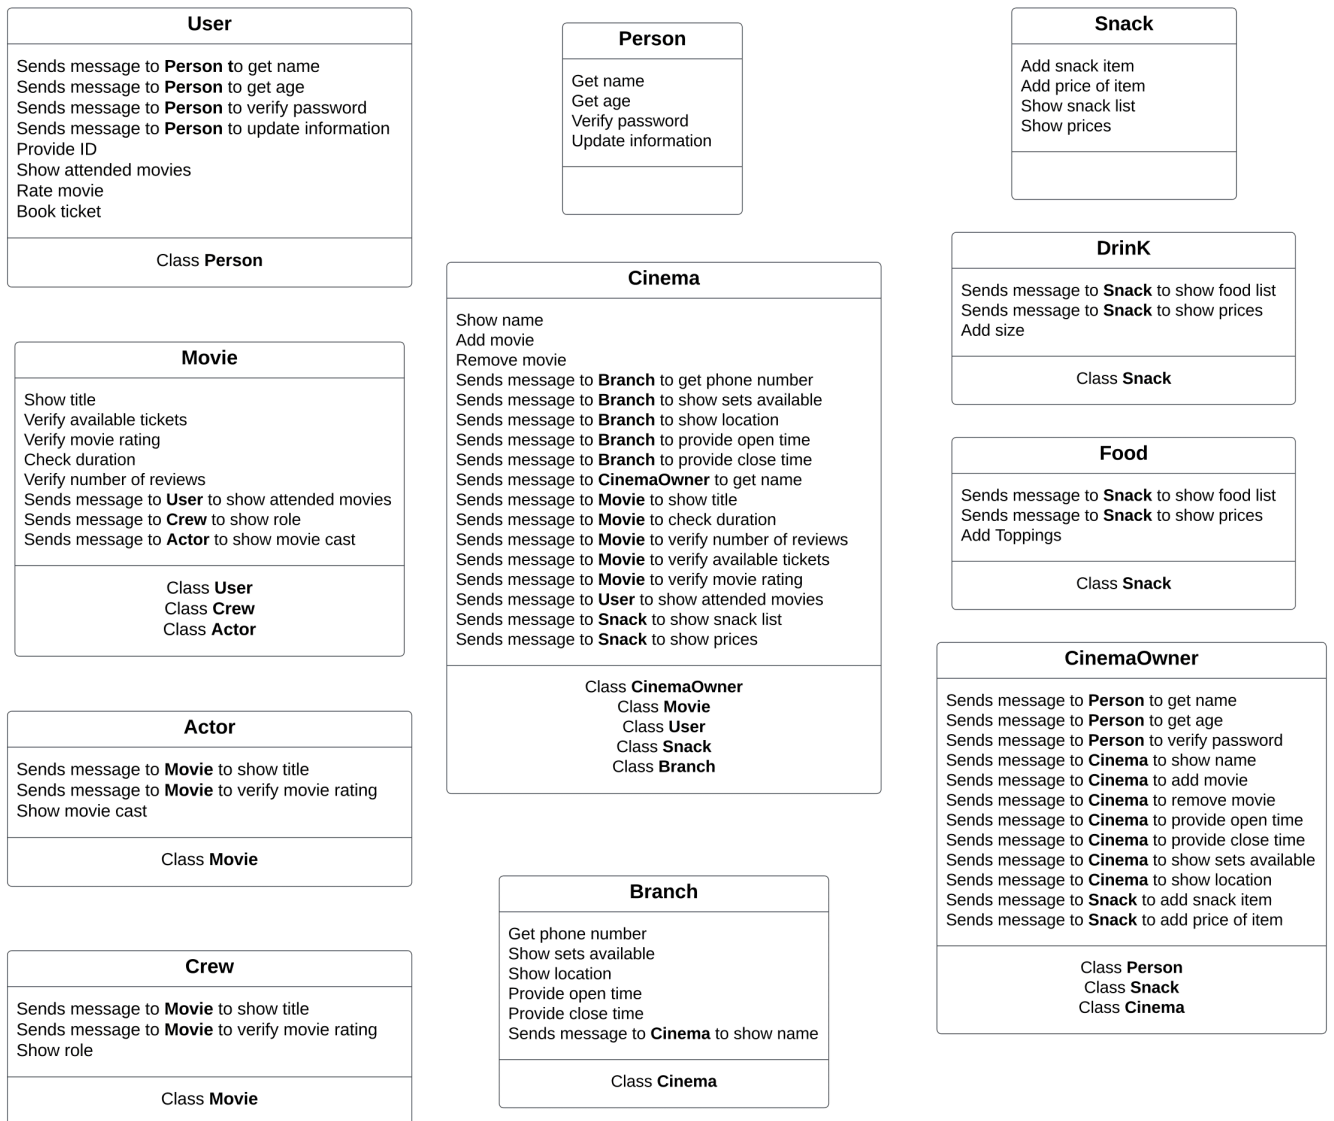 User
Sends message to Person to get name
Sends message to Person to get age
Sends message to Person to verify password
Sends message to Person to update information
Provide ID
Show attended movies
Rate movie
Book ticket
Class Person
Movie
Show title
Verify available tickets
Verify movie rating
Check duration
Verify number of reviews
Sends message to User to show attended movies
Sends message to Crew to show role
Sends message to Actor to show movie cast
Class User
Class Crew
Class Actor
Actor
Sends message to Movie to show title
Sends message to Movie to verify movie rating
Show movie cast
Class Movie
Crew
Sends message to Movie to show title
Sends message to Movie to verify movie rating
Show role
Class Movie
Person
Get name
Get age
Verify password
Update information
Cinema
Show name
Add movie
Remove movie
Sends message to Branch to get phone number
Sends message to Branch to show sets available
Sends message to Branch to show location
Sends message to Branch to provide open time
Sends message to Branch to provide close time
Sends message to CinemaOwner to get name
Sends message to Movie to show title
Sends message to Movie to check duration
Sends message to Movie to verify number of reviews
Sends message to Movie to verify available tickets
Sends message to Movie to verify movie rating
Sends message to User to show attended movies
Sends message to Snack to show snack list
Sends message to Snack to show prices
Class CinemaOwner
Class Movie
Class User
Class Snack
Class Branch
Branch
Get phone number
Show sets available
Show location
Provide open time
Provide close time
Sends message to Cinema to show name
Class Cinema
Snack
Add snack item
Add price of item
Show snack list
Show prices
DrinK
Sends message to Snack to show food list
Sends message to Snack to show prices
Add size
Class Snack
Food
Sends message to Snack to show food list
Sends message to Snack to show prices
Add Toppings
Class Snack
CinemaOwner
Sends message to Person to get name
Sends message to Person to get age
Sends message to Person to verify password
Sends message to Cinema to show name
Sends message to Cinema to add movie
Sends message to Cinema to remove movie
Sends message to Cinema to provide open time
Sends message to Cinema to provide close time
Sends message to Cinema to show sets available
Sends message to Cinema to show location
Sends message to Snack to add snack item
Sends message to Snack to add price of item
Class Person
Class Snack
Class Cinema